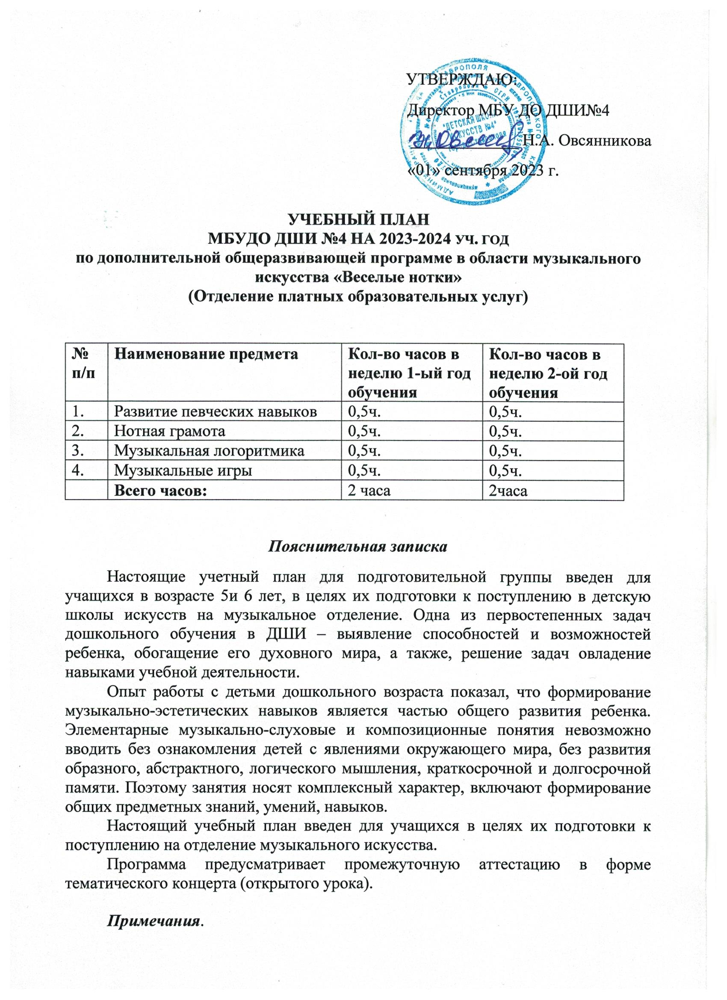 УТВЕРЖДАЮ:
Директор МБУ ДО ДШИ№4
Н.А. Овсянникова
«01» сентября 2023 г.
"ДЕТСКАЯ ШКОЛА
ИСКУССТВ №4"
города Ставрополя
УЧЕБНЫЙ ПЛАН
МБУДО ДШИ №4 НА 2023-2024 УЧ. ГОД
по дополнительной общеразвивающей программе в области музыкального
искусства «Веселые нотки»
(Отделение платных образовательных услуг)
№ п/п Наименование предмета Кол-во часов в неделю 1-ый год обучения Кол-во часов в неделю 2-ой год обучения
1. Развитие певческих навыков 0,5ч. 0,5ч.
2. Нотная грамота 0,5ч. 0,5ч.
3. Музыкальная логоритмика 0,5ч. 0,5ч.
4. Музыкальные игры 0,5ч. 0,5ч.
Всего часов: 2 часа 2часа
Пояснительная записка
Настоящие учетный план для подготовительной группы введен для
учащихся в возрасте 5и 6 лет, в целях их подготовки к поступлению в детскую
школы искусств на музыкальное отделение. Одна из первостепенных задач
дошкольного обучения в ДШИ – выявление способностей и возможностей
ребенка, обогащение его духовного мира, а также, решение задач овладение
навыками учебной деятельности.
Опыт работы с детьми дошкольного возраста показал, что формирование
музыкально-эстетических навыков является частью общего развития ребенка.
Элементарные музыкально-слуховые и композиционные понятия невозможно
вводить без ознакомления детей с явлениями окружающего мира, без развития
образного, абстрактного, логического мышления, краткосрочной и долгосрочной
памяти. Поэтому занятия носят комплексный характер, включают формирование
общих предметных знаний, умений, навыков.
Настоящий учебный план введен для учащихся в целях их подготовки к
поступлению на отделение музыкального искусства.
Программа предусматривает промежуточную аттестацию в форме
тематического концерта (открытого урока).
Примечания.